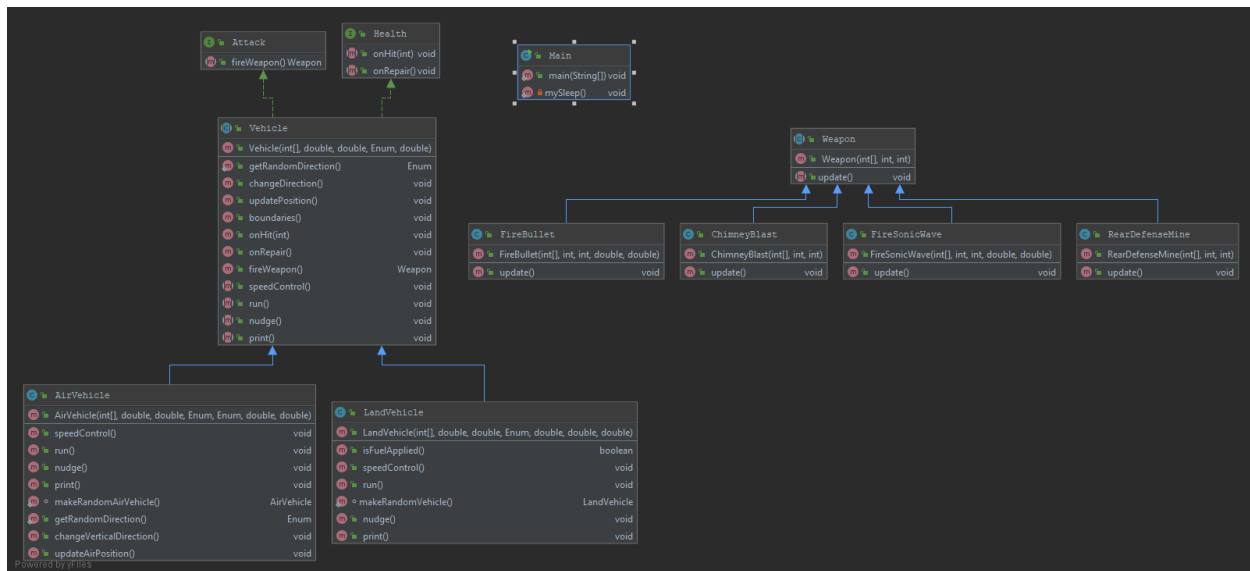 Attack
fireWeapon() Weapon
Health
onHit(int) void
onRepair() void
Main
main(String[]) void
mySleep() void
Vehicle
Vehicle(int[], double, double, Enum, double)
getRandomDirection() Enum
changeDirection() void
updatePosition() void
boundaries() void
onHit(int) void
onRepair() void
fireWeapon() Weapon
speedControl() void
run() void
nudge() void
print() void
Weapon
Weapon(int[], int, int)
update() void
FireBullet
FireBullet(int[], int, int, double, double)
update() void
ChimneyBlast
ChimneyBlast(int[], int, int)
update() void
FireSonicWave
FireSonicWave(int[], int, int, double, double)
update() void
RearDefenseMine
RearDefenseMine(int[], int, int)
update() void
AirVehicle
AirVehicle(int[], double, double, Enum, Enum, double, double)
speedControl() void
run() void
nudge() void
print() void
makeRandomAirVehicle() AirVehicle
getRandomDirection() Enum
changeVerticalDirection() void
updateAirPosition() void
LandVehicle
LandVehicle(int[], double, double, Enum, double, double, double)
isFuelApplied() boolean
speedControl() void
run() void
makeRandomVehicle() LandVehicle
nudge() void
print() void
Powered by yFiles